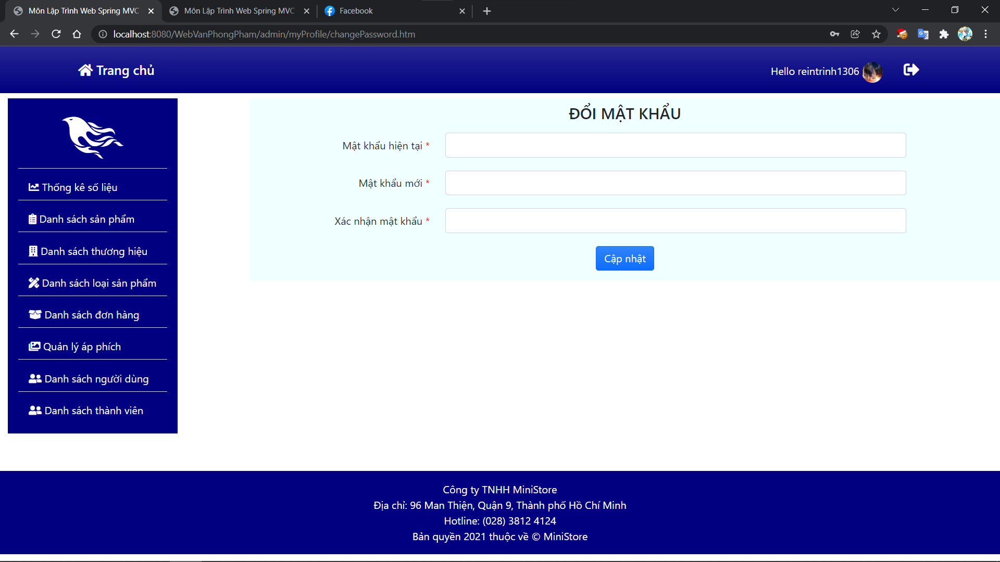 Môn Lập Trình Web Spring MVC
Môn Lập Trình Web Spring MVC
Facebook
localhost:8080/WebVanPhongPham/admin/myProfile/changePassword.htm
Trang chủ
Hello reintrinh1306
ĐỔI MẬT KHẨU
Mật khẩu hiện tại *
Mật khẩu mới *
Xác nhận mật khẩu *
Cập nhật
Thống kê số liệu
Danh sách sản phẩm
Danh sách thương hiệu
Danh sách loại sản phẩm
Danh sách đơn hàng
Quản lý áp phích
Danh sách người dùng
Danh sách thành viên
Công ty TNHH MiniStore
Địa chỉ: 96 Man Thiện, Quận 9, Thành phố Hồ Chí Minh
Hotline: (028) 3812 4124
Bản quyền 2021 thuộc về © MiniStore